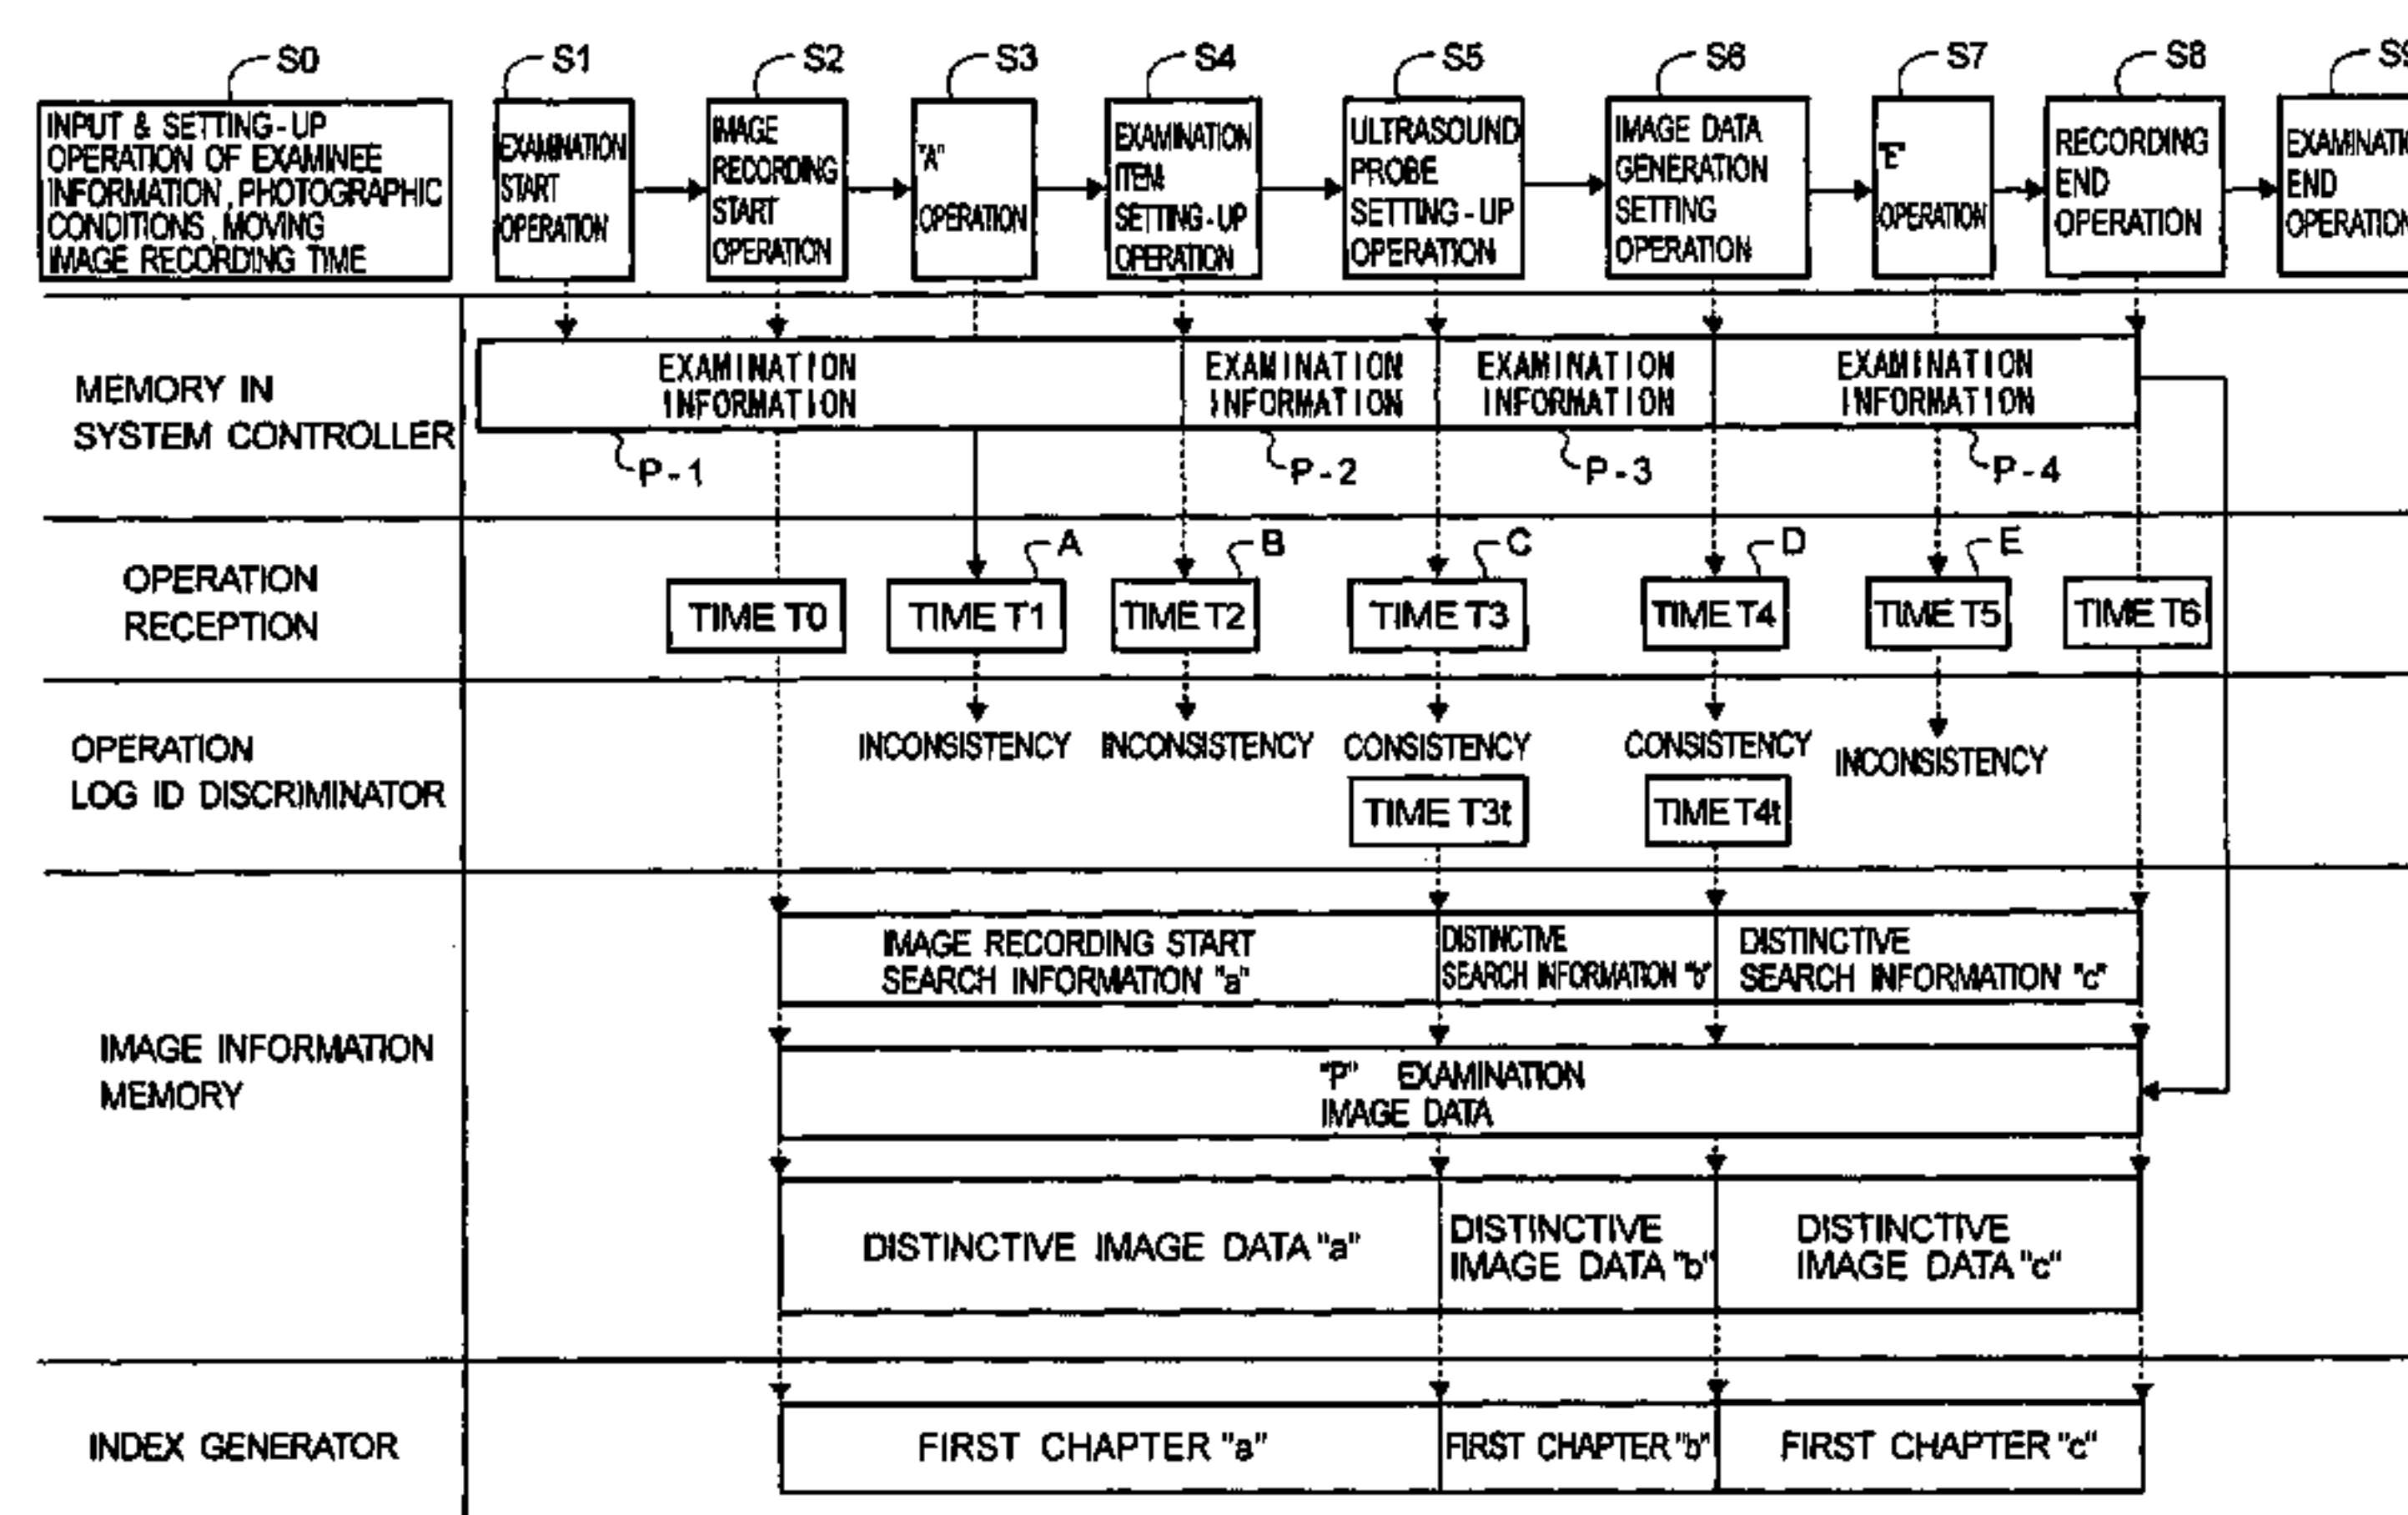 S0
S1
S2
S3
S4
S5
S6
S7
S8
INPUT & SETTING-UP
OPERATION OF EXAMINEE
INFORMATION, PHOTOGRAPHIC
CONDITIONS, MOVING
IMAGE RECORDING TIME
EXAMINATION
START
OPERATION
IMAGE
RECORDING
START
OPERATION
"A"
OPERATION
EXAMINATION
ITEM
SETTING-UP
OPERATION
ULTRASOUND
PROBE
SETTING-UP
OPERATION
IMAGE DATA
GENERATION
SETTING
OPERATION
"E"
OPERATION
RECORDING
END
OPERATION
END
MEMORY IN
SYSTEM CONTROLLER
EXAMINATION
INFORMATION
EXAMINATION
INFORMATION
EXAMINATION
INFORMATION
EXAMINATION
INFORMATION
P-1
P-2
P-3
P-4
OPERATION
RECEPTION
A
B
C
D
E
TIME T0
TIME T1
TIME T2
TIME T3
TIME T4
TIME T5
TIME T6
OPERATION
LOG ID DISCRIMINATOR
INCONSISTENCY
INCONSISTENCY
CONSISTENCY
CONSISTENCY
INCONSISTENCY
TIME T3t
TIME T4t
IMAGE INFORMATION
MEMORY
IMAGE RECORDING START
SEARCH INFORMATION "a"
DISTINCTIVE
SEARCH INFORMATION "b"
DISTINCTIVE
SEARCH INFORMATION "c"
"P" EXAMINATION
IMAGE DATA
DISTINCTIVE IMAGE DATA "a"
DISTINCTIVE
IMAGE DATA "b"
DISTINCTIVE
IMAGE DATA "c"
INDEX GENERATOR
FIRST CHAPTER "a"
FIRST CHAPTER "b"
FIRST CHAPTER "c"